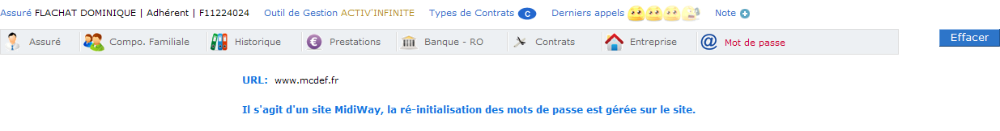 Assuré FLACHAT DOMINIQUE | Adhérent | F11224024 Outil de Gestion ACTIV'INFINITE Types de Contrats C Derniers appels Note
Assuré Compo. Familiale Historique Prestations Banque - RO Contrats Entreprise @ Mot de passe Effacer
URL: www.mcdef.fr
Il s'agit d'un site MidiWay, la ré-initialisation des mots de passe est gérée sur le site.